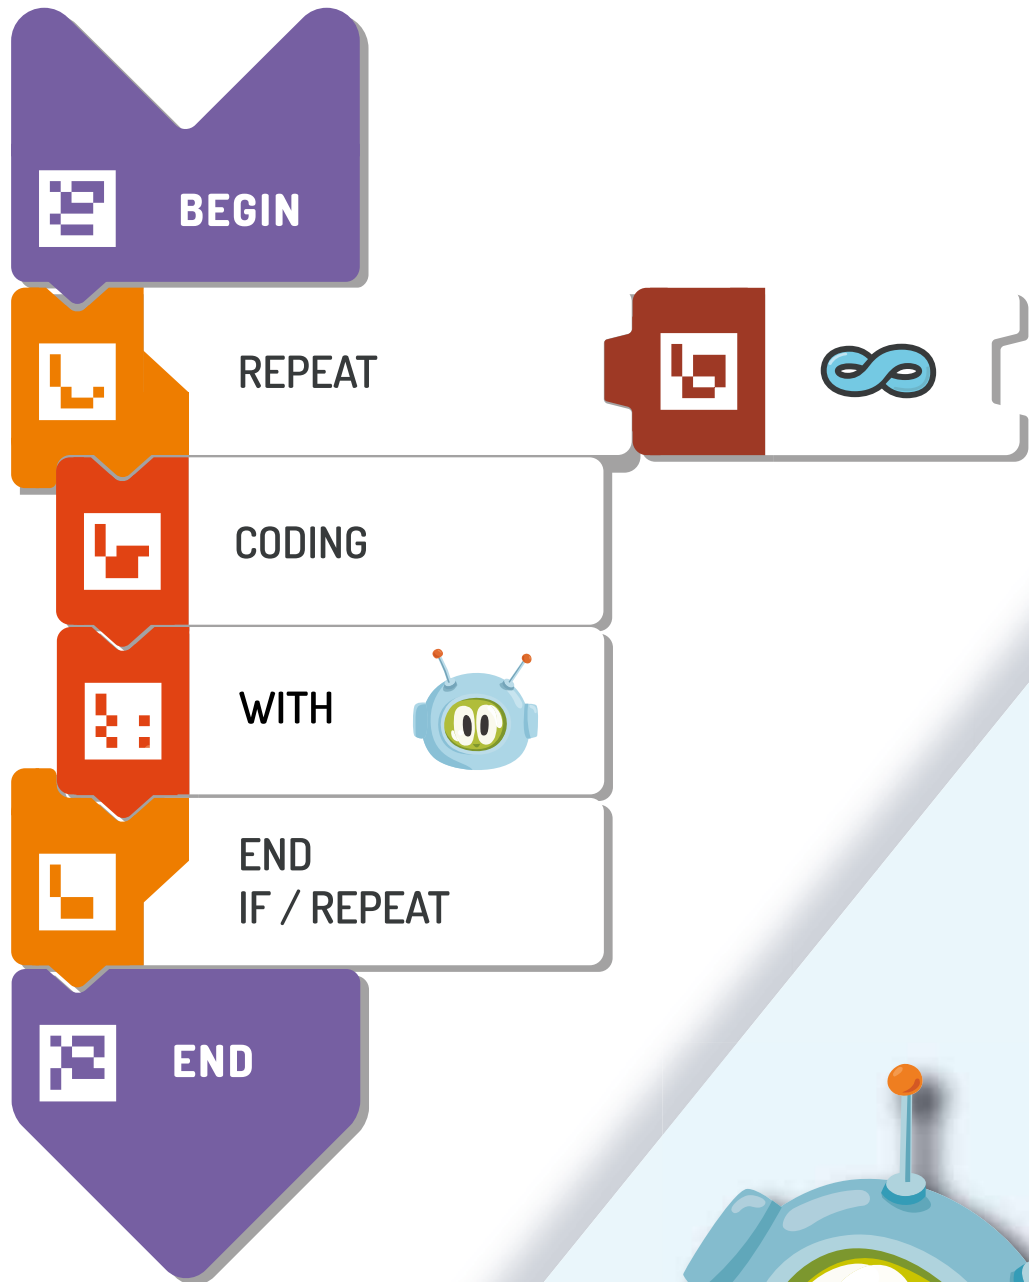 BEGIN
REPEAT
CODING
WITH
END
IF / REPEAT
END